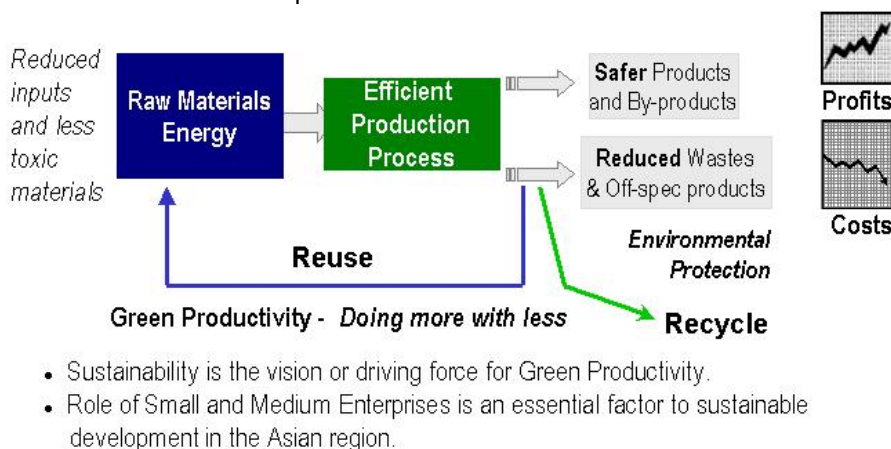 Reduced
inputs
and less
toxic
materials
Raw Materials
Energy
Efficient
Production
Process
Safer Products
and By-products
Reduced Wastes
& Off-spec products
Profits
Costs
Environmental
Protection
Reuse
Recycle
Green Productivity - Doing more with less
• Sustainability is the vision or driving force for Green Productivity.
• Role of Small and Medium Enterprises is an essential factor to sustainable
development in the Asian region.